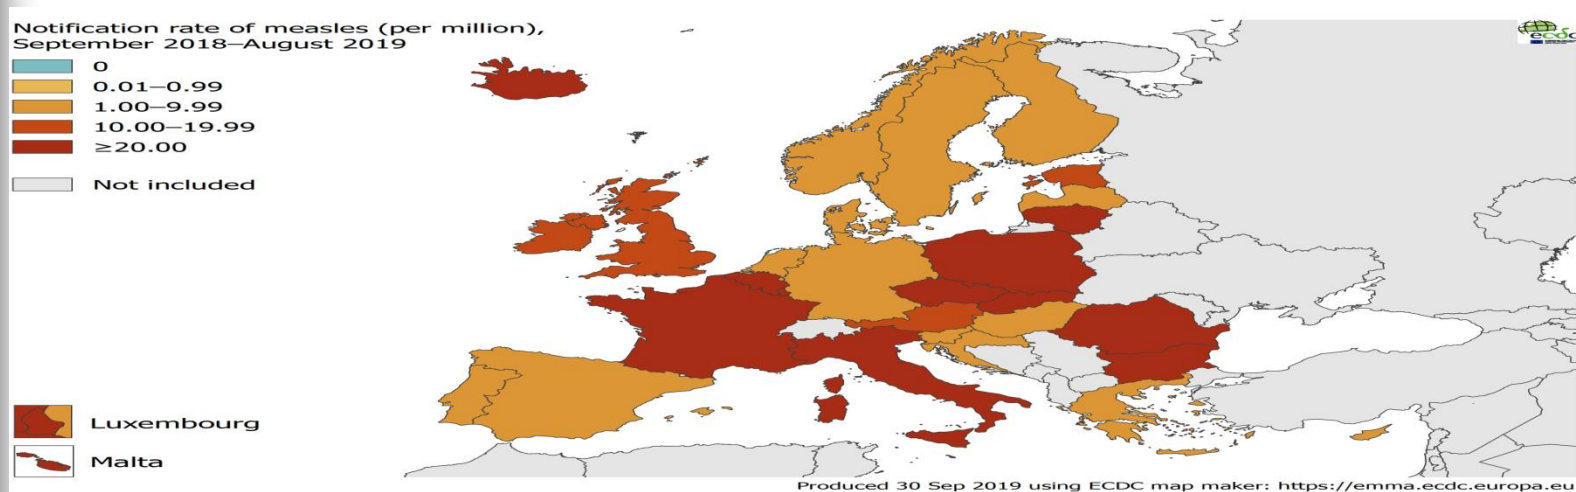 Notification rate of measles (per million),
September 2018–August 2019
0
0.01–0.99
1.00–9.99
10.00–19.99
≥20.00
Not included
ecdc
Luxembourg
Malta
Produced 30 Sep 2019 using ECDC map maker: https://emma.ecdc.europa.eu